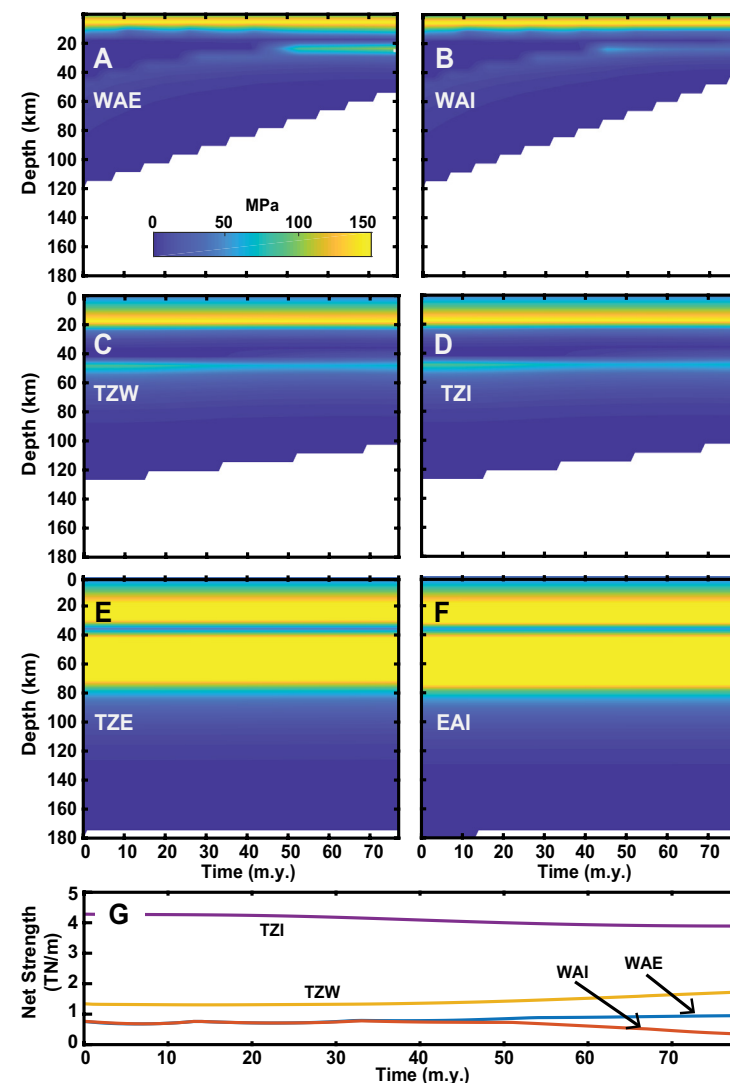 20
40
60
80
100
120
140
160
180
Depth (km)
A
WAE
MPa
0 50 100 150
B
WAI
0
20
40
60
80
100
120
140
160
180
Depth (km)
C
TZW
D
TZI
0
20
40
60
80
100
120
140
160
180
Depth (km)
E
TZE
F
EAI
0 10 20 30 40 50 60 70
Time (m.y.)
0 10 20 30 40 50 60 70
Time (m.y.)
5
4
3
2
1
0
Net Strength
(TN/m)
G
TZI
TZW
WAI
WAE
0 10 20 30 40 50 60 70
Time (m.y.)